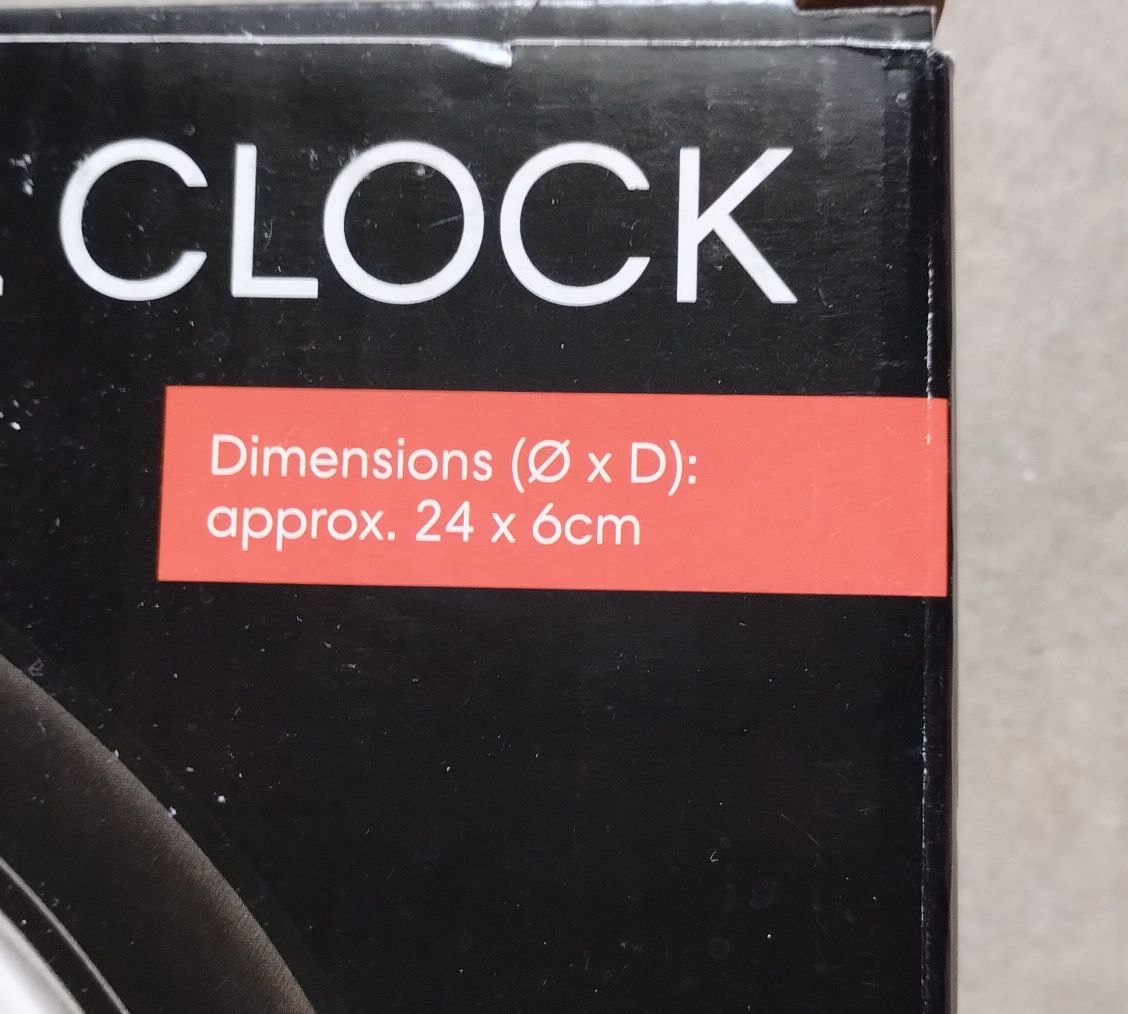 CLOCK
Dimensions (Ø x D):
approx. 24 x 6cm